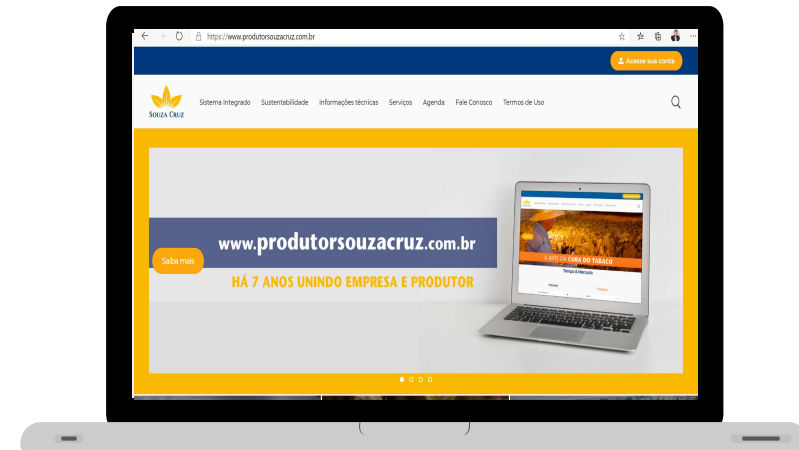 https://www.produtorsouzacruz.com.br
Acesse sua conta
SOUZA CRUZ
Sistema Integrado Sustentabilidade Informações técnicas Serviços Agenda Fale Conosco Termos de Uso
www.produtorsouzacruz.com.br
Saiba mais
HÁ 7 ANOS UNINDO EMPRESA E PRODUTOR
A ARTE DA CUBA DO TABACO
Tempo & Mercado